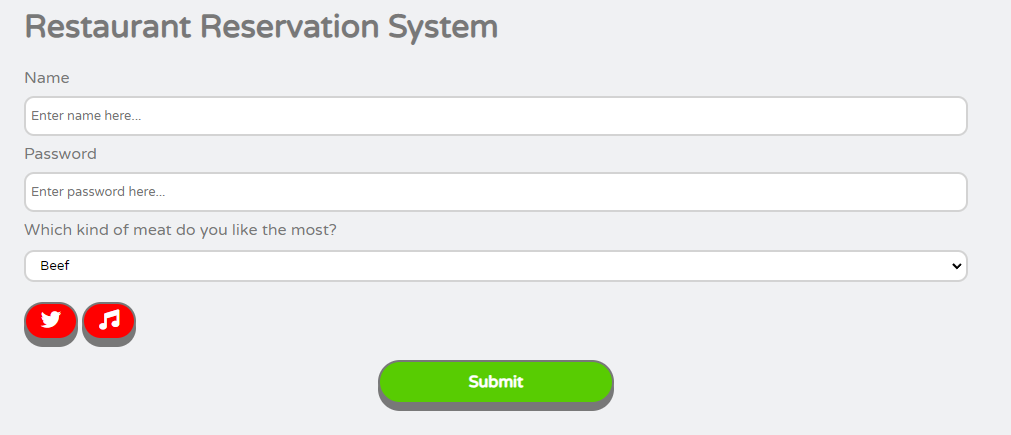 Restaurant Reservation System
Name
Enter name here...
Password
Enter password here...
Which kind of meat do you like the most?
Beef
Submit